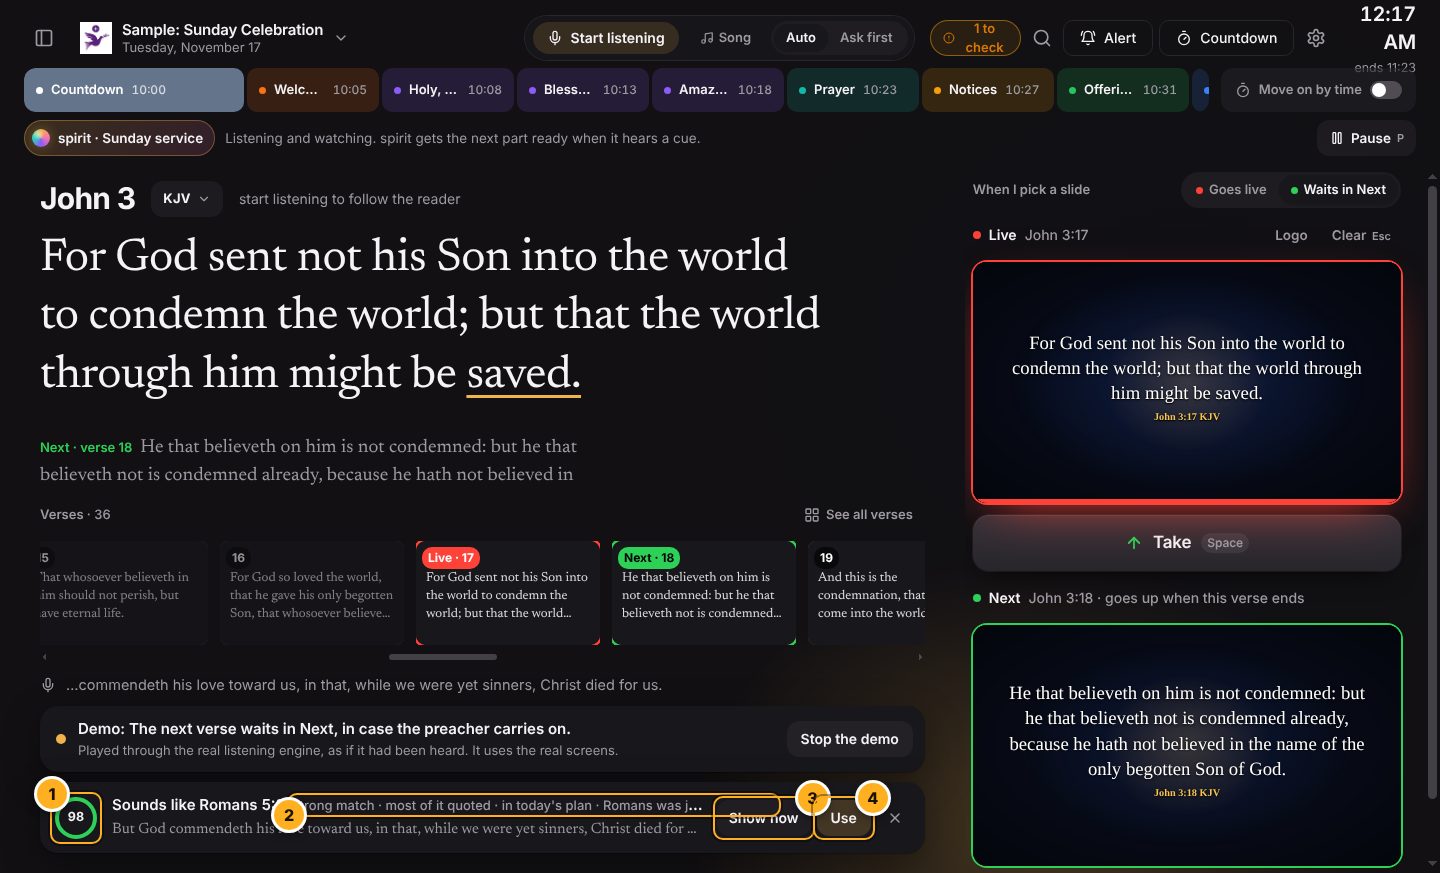 Sample: Sunday Celebration
Tuesday, November 17
Start listening
Song
Auto
Ask first
1 to check
Alert
Countdown
12:17 AM
ends 11:23
Countdown 10:00
Welc... 10:05
Holy, ... 10:08
Bless... 10:13
Amaz... 10:18
Prayer 10:23
Notices 10:27
Offeri... 10:31
Move on by time
spirit · Sunday service
Listening and watching. spirit gets the next part ready when it hears a cue.
Pause P
John 3
KJV
start listening to follow the reader
For God sent not his Son into the world
to condemn the world; but that the world
through him might be saved.
Next · verse 18 He that believeth on him is not condemned: but he that
believeth not is condemned already, because he hath not believed in
Verses · 36
See all verses
15
That whosoever believeth in
him should not perish, but
have eternal life.
16
For God so loved the world,
that he gave his only begotten
Son, that whosoever believe...
Live · 17
For God sent not his Son into
the world to condemn the
world; but that the world...
Next · 18
He that believeth on him is
not condemned: but he that
believeth not is condemned...
19
And this is the
condemnation, that
come into the world
...commendeth his love toward us, in that, while we were yet sinners, Christ died for us.
Demo: The next verse waits in Next, in case the preacher carries on.
Played through the real listening engine, as if it had been heard. It uses the real screens.
Stop the demo
1
98
Sounds like Romans 5:
2
rong match · most of it quoted · in today's plan · Romans was j...
But God commendeth his toward us, in that, while we were yet sinners, Christ died for ...
3
Show now
4
Use
When I pick a slide
Goes live
Waits in Next
Live John 3:17
Logo
Clear Esc
For God sent not his Son into the world to
condemn the world; but that the world through
him might be saved.
John 3:17 KJV
Take Space
Next John 3:18 · goes up when this verse ends
He that believeth on him is not condemned: but
he that believeth not is condemned already,
because he hath not believed in the name of the
only begotten Son of God.
John 3:18 KJV